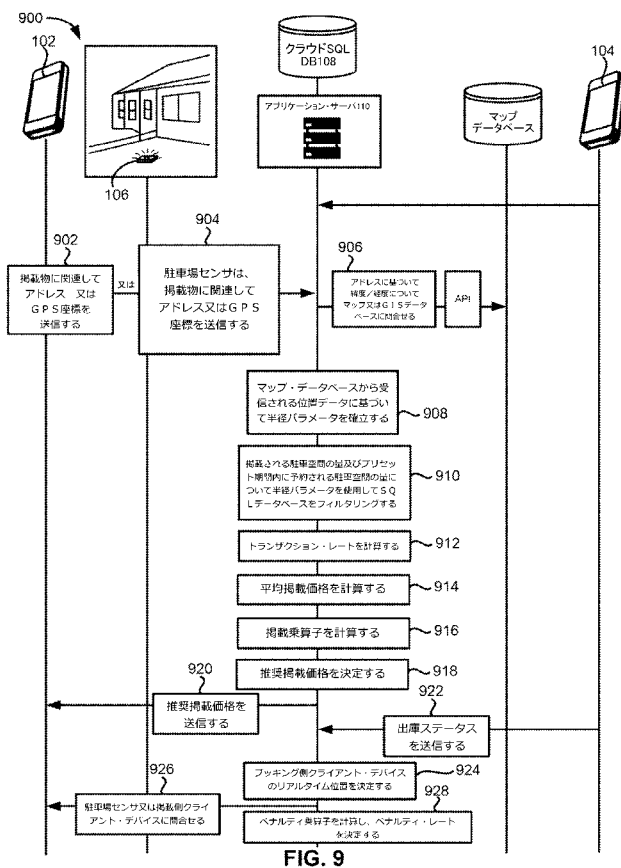 900
102
クラウドSQL
DB108
104
アプリケーション・サーバ110
マップ
データベース
106
902
904
906
掲載物に関連して
アドレス 又は
GPS座標を
送信する
又は
駐車場センサは、
掲載物に関連して
アドレス又はGPS
座標を送信する
アドレスに基づいて
緯度/経度について
マップ又はGISデータ
ベースに問合せる
API
マップ・データベースから受
信される位置データに基づい
て半径パラメータを確立する
908
掲載される駐車空間の量及びプリセッ
ト期間内に予約される駐車空間の量に
ついて半径パラメータを使用してSQ
Lデータベースをフィルタリングする
910
トランザクション・レートを計算する
912
平均掲載価格を計算する
914
掲載乗算子を計算する
916
推奨掲載価格を決定する
918
920
推奨掲載価格を
送信する
922
出庫ステータス
を送信する
ブッキング側クライアント・デバイス
のリアルタイム位置を決定する
924
926
駐車場センサ又は掲載側クライ
アント・デバイスに問合せる
928
ペナルティ乗算子を計算し、ペナルティ・レート
を決定する
FIG. 9